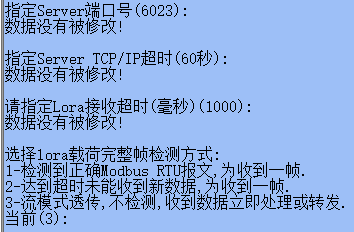 指定Server端口号(6023):
数据没有被修改!
指定Server TCP/IP超时(60秒):
数据没有被修改!
请指定Lora接收超时(毫秒)(1000):
数据没有被修改!
选择lora载荷完整帧检测方式:
1-检测到正确Modbus RTU报文,为收到一帧.
2-达到超时未能收到新数据,为收到一帧.
3-流模式透传,不检测,收到数据立即处理或转发.
当前(3):